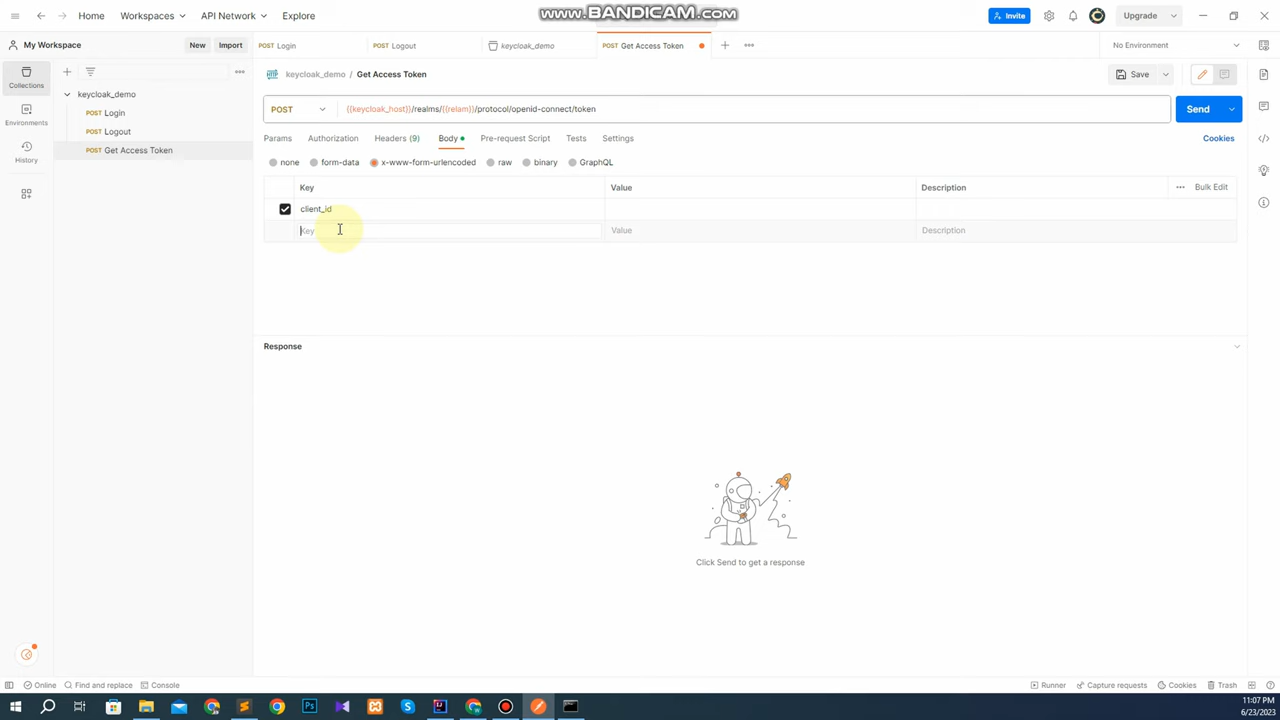 Home
Workspaces
API Network
Explore
www.BANDICAM.com
Invite
Upgrade
My Workspace
New
Import
POST Login
POST Logout
keycloak_demo
POST Get Access Token
No Environment
Collections
Environments
History
keycloak_demo
POST Login
POST Logout
POST Get Access Token
HTTP
keycloak_demo / Get Access Token
Save
POST
{{keycloak_host}}/realms/{{relam}}/protocol/openid-connect/token
Send
Params
Authorization
Headers (9)
Body
Pre-request Script
Tests
Settings
Cookies
none
form-data
x-www-form-urlencoded
raw
binary
GraphQL
Key
Value
Description
Bulk Edit
client_id
Key
Value
Description
Response
Click Send to get a response
Online
Find and replace
Console
Runner
Capture requests
Cookies
Trash
11:07 PM
6/23/2023